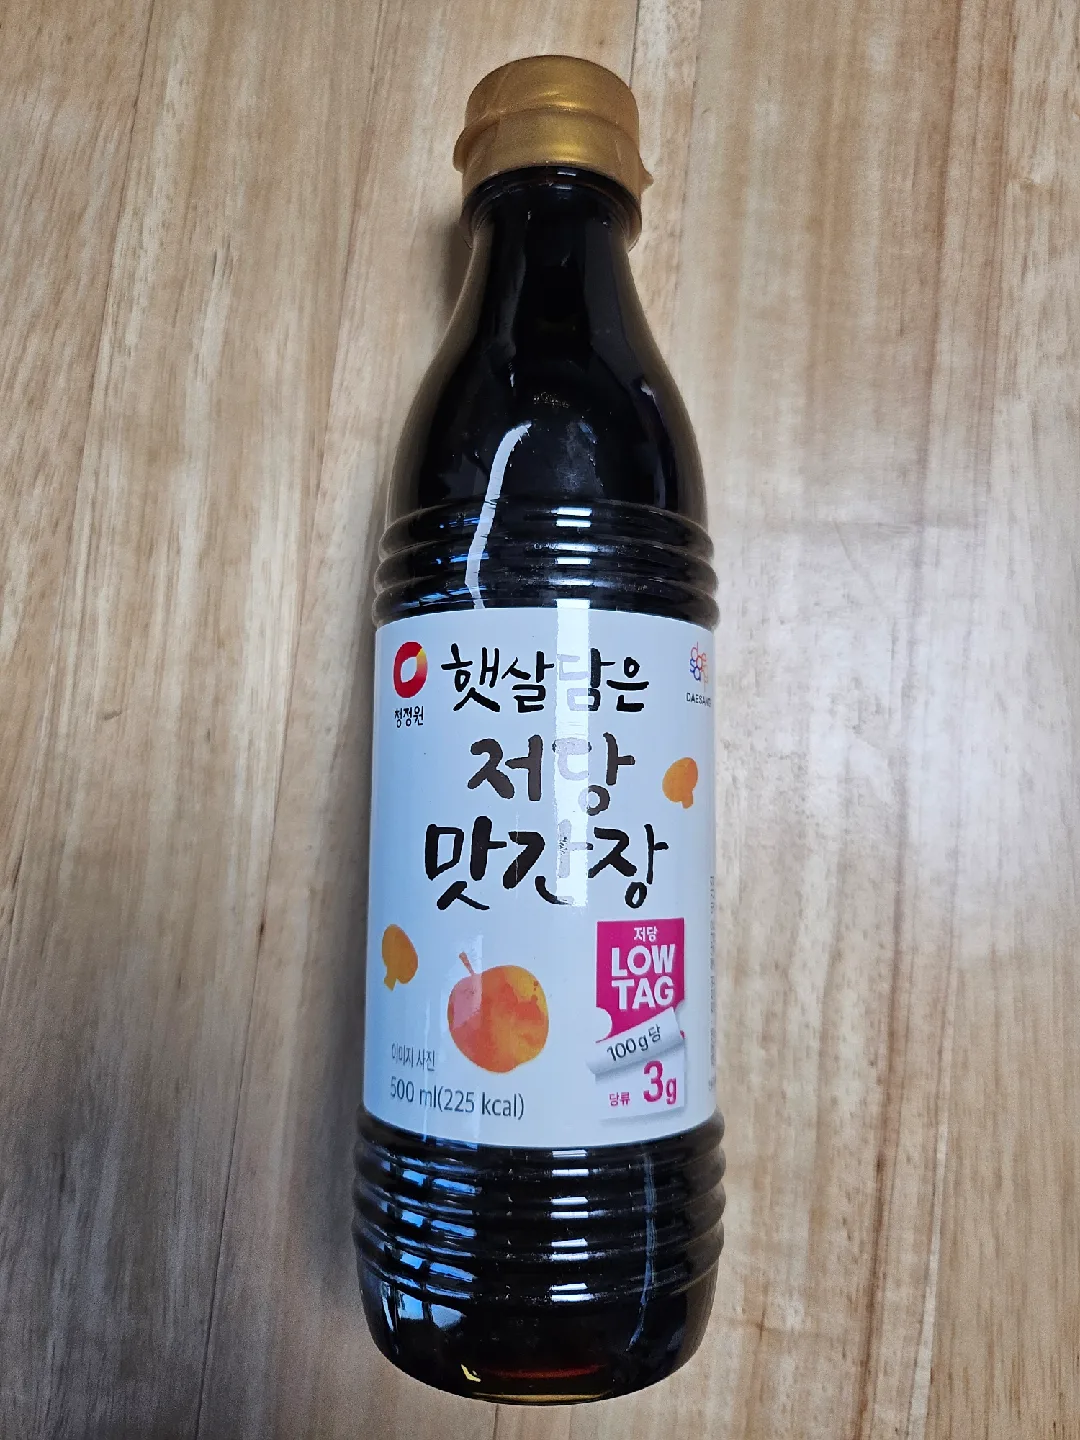 청정원
햇살담은
DAESANG
저당
맛간장
저당
LOW
TAG
100g당
당류 3g
이미지 사진
500 ml(225 kcal)